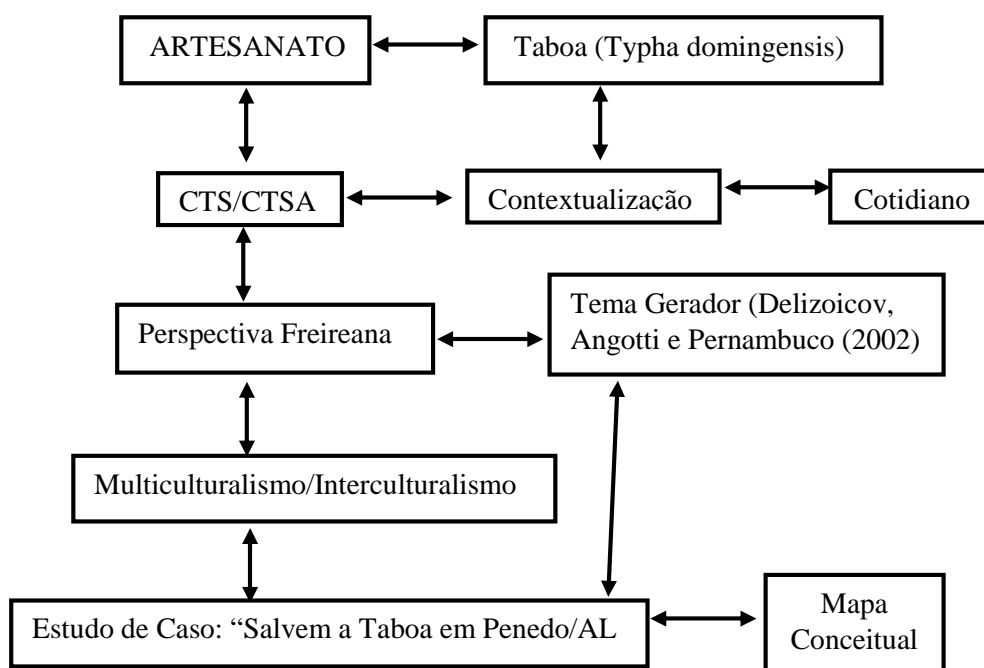 ARTESANATO
Taboa (Typha domingensis)
CTS/CTSA
Contextualização
Cotidiano
Perspectiva Freireana
Tema Gerador (Delizoicov,
Angotti e Pernambuco (2002)
Multiculturalismo/Interculturalismo
Estudo de Caso: “Salvem a Taboa em Penedo/AL
Mapa
Conceitual